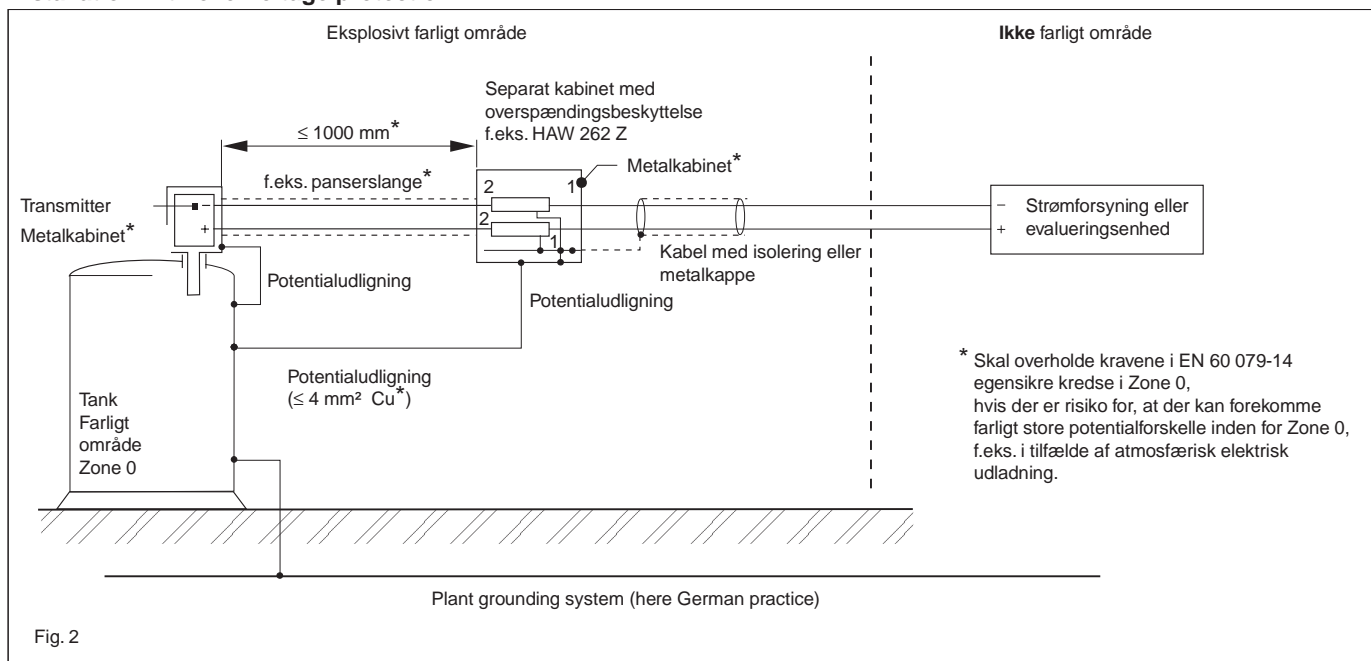 Eksplosivt farligt område
Ikke farligt område
Separat kabinet med
overspændingsbeskyttelse
f.eks. HAW 262 Z
≤ 1000 mm*
Metalkabinet*
f.eks. panserslange*
2
1
Transmitter
Metalkabinet*
–
+
2
1
– Strømforsyning eller
+ evalueringsenhed
Kabel med isolering eller
metalkappe
Potentialudligning
Potentialudligning
Potentialudligning
(≤ 4 mm² Cu*)
Tank
Farligt
område
Zone 0
* Skal overholde kravene i EN 60 079-14
egensikre kredse i Zone 0,
hvis der er risiko for, at der kan forekomme
farligt store potentialforskelle inden for Zone 0,
f.eks. i tilfælde af atmosfærisk elektrisk
udladning.
Plant grounding system (here German practice)
Fig. 2